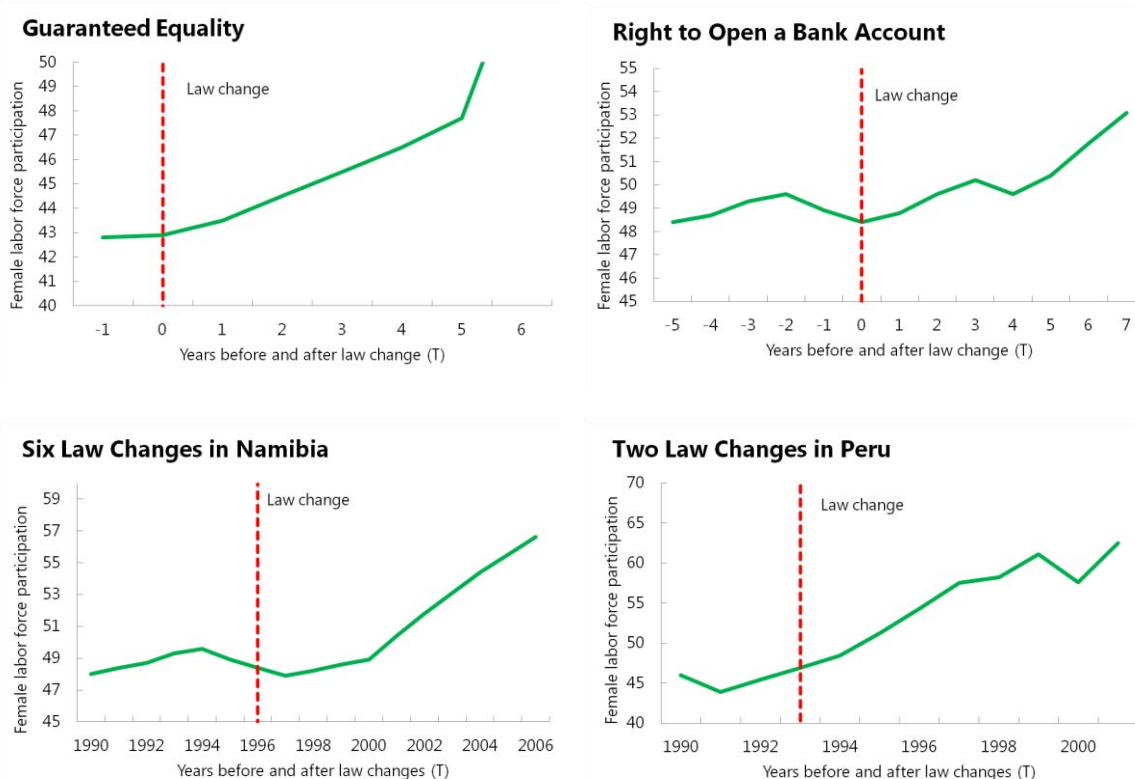 Guaranteed Equality
Female labor force participation
50
49
48
47
46
45
44
43
42
41
40
Law change
-1 0 1 2 3 4 5 6
Years before and after law change (T)
Right to Open a Bank Account
Female labor force participation
55
54
53
52
51
50
49
48
47
46
45
Law change
-5 -4 -3 -2 -1 0 1 2 3 4 5 6 7
Years before and after law change (T)
Six Law Changes in Namibia
Female labor force participation
59
57
55
53
51
49
47
45
Law change
1990 1992 1994 1996 1998 2000 2002 2004 2006
Years before and after law changes (T)
Two Law Changes in Peru
Female labor force participation
70
65
60
55
50
45
40
Law change
1990 1992 1994 1996 1998 2000
Years before and after law changes (T)